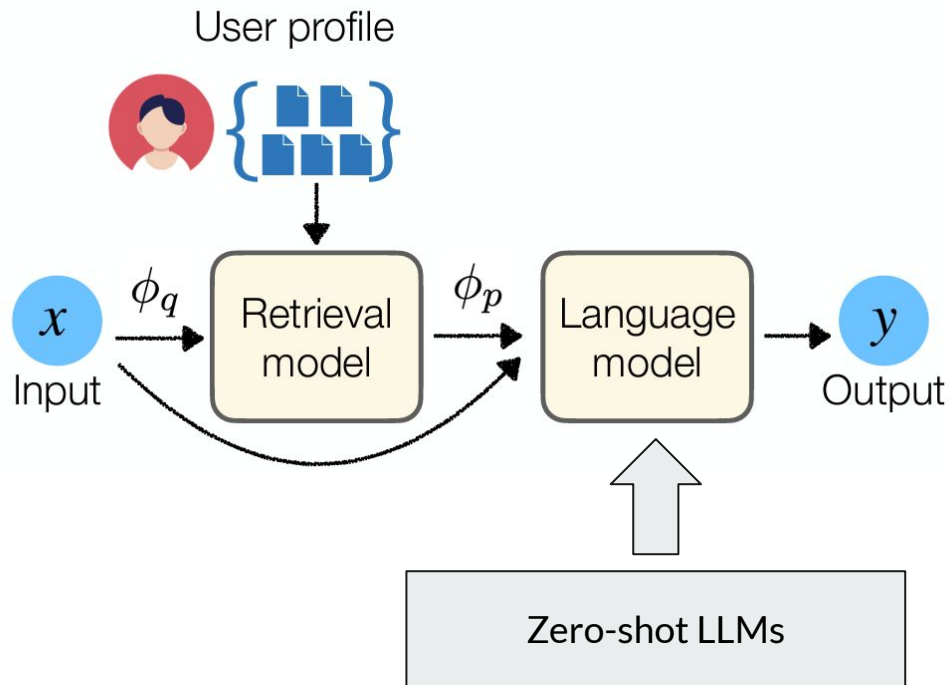 User profile
ϕq
ϕp
x
Retrieval
model
Language
model
y
Input
Output
Zero-shot LLMs